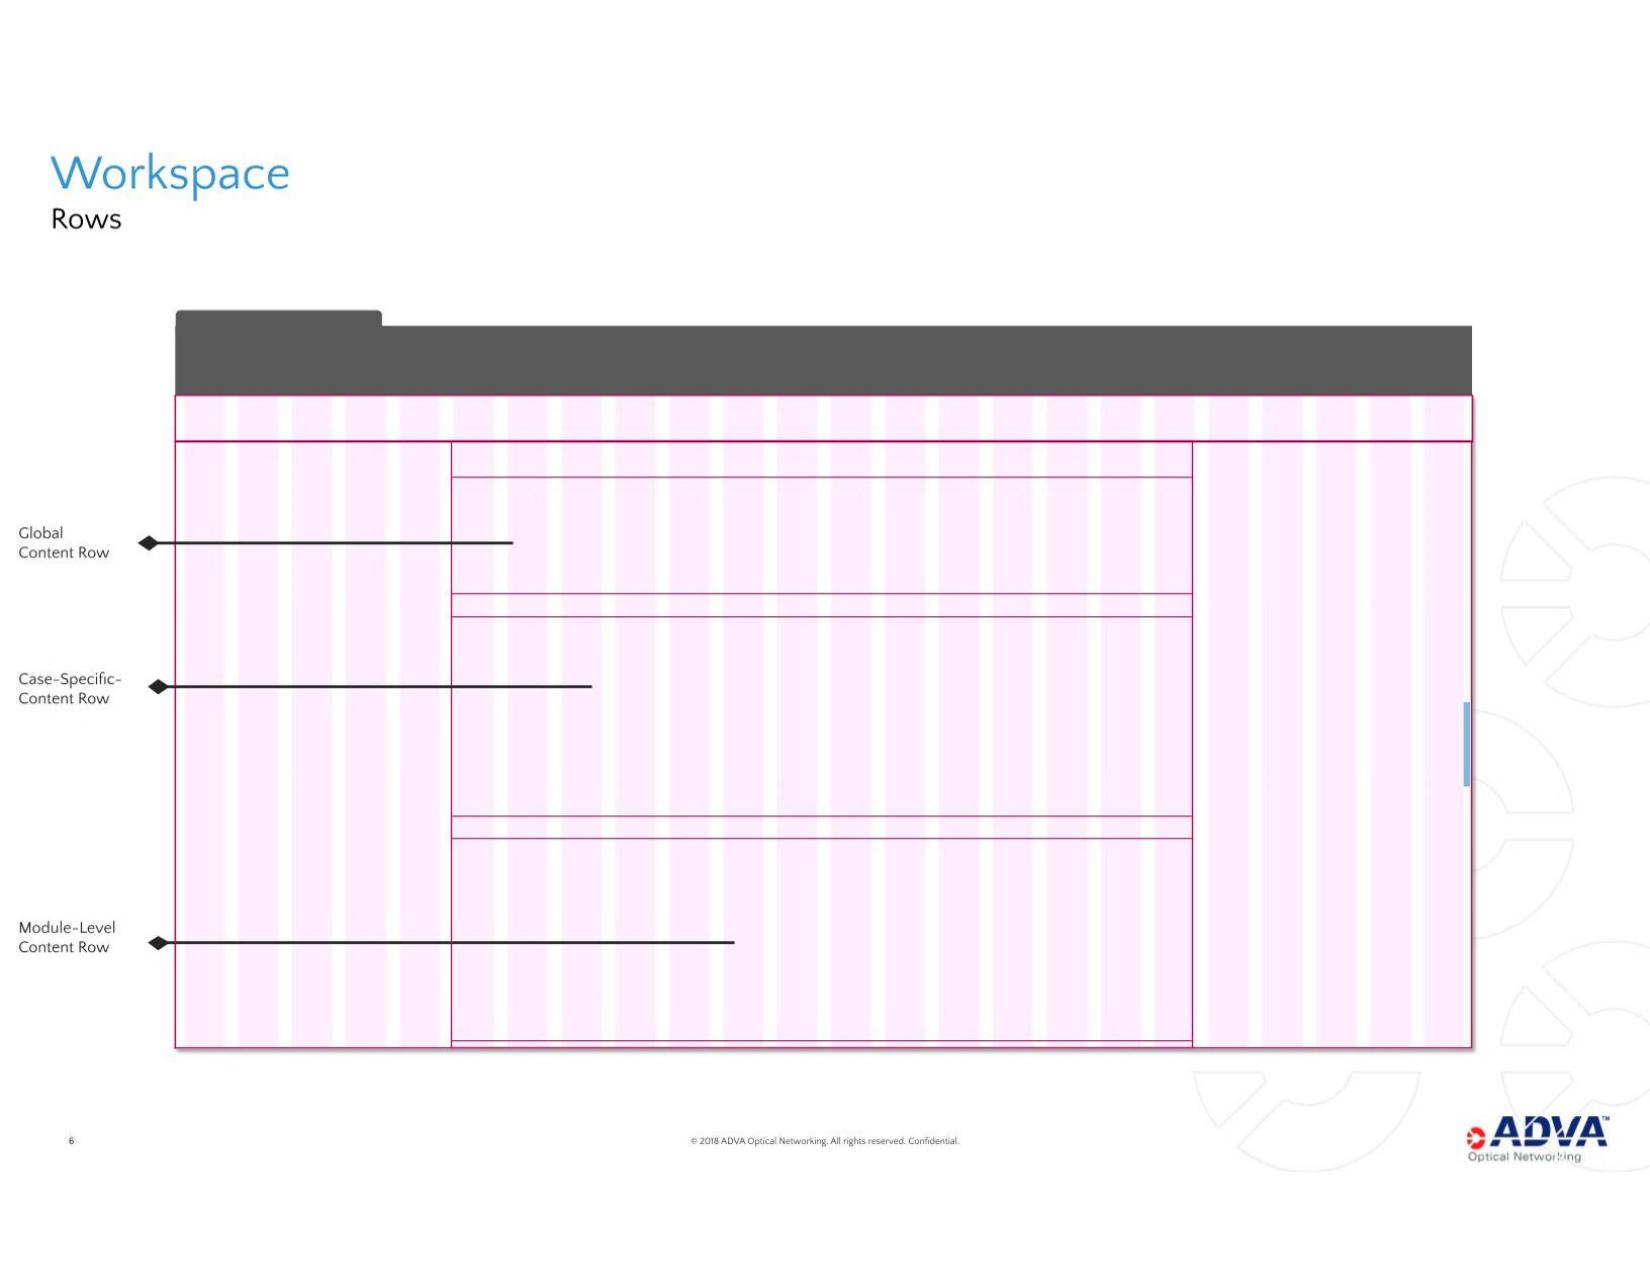 Workspace
Rows
Global
Content Row
Case-Specific-
Content Row
Module-Level
Content Row
6
© 2018 ADVA Optical Networking. All rights reserved. Confidential.
ADVA™
Optical Networking